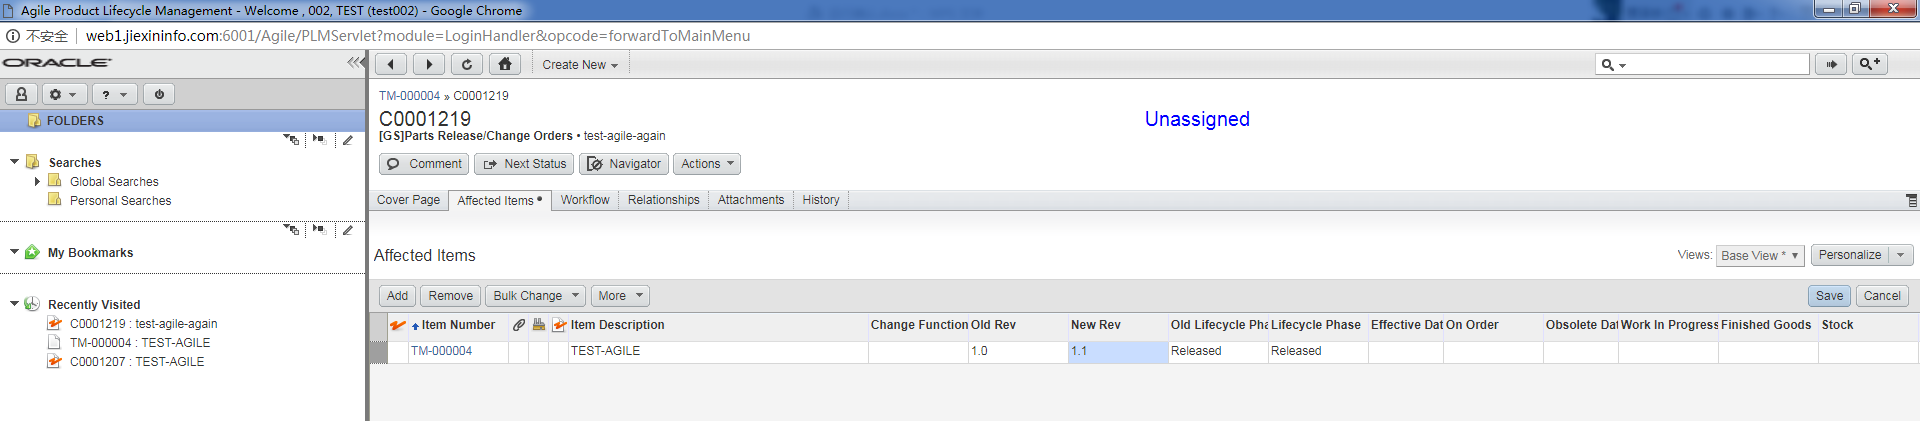 Agile Product Lifecycle Management - Welcome , 002, TEST (test002) - Google Chrome
不安全 | web1.jiexininfo.com:6001/Agile/PLMServlet?module=LoginHandler&opcode=forwardToMainMenu
ORACLE
Create New
FOLDERS
Searches
Global Searches
Personal Searches
My Bookmarks
Recently Visited
C0001219 : test-agile-again
TM-000004 : TEST-AGILE
C0001207 : TEST-AGILE
TM-000004 » C0001219
C0001219
Unassigned
[GS]Parts Release/Change Orders • test-agile-again
Comment Next Status Navigator Actions
Cover Page Affected Items • Workflow Relationships Attachments History
Affected Items
Views: Base View * Personalize
Add Remove Bulk Change More Save Cancel
Item Number Item Description Change Function Old Rev New Rev Old Lifecycle Pha Lifecycle Phase Effective Dat On Order Obsolete Dat Work In Progress Finished Goods Stock
TM-000004 TEST-AGILE 1.0 1.1 Released Released